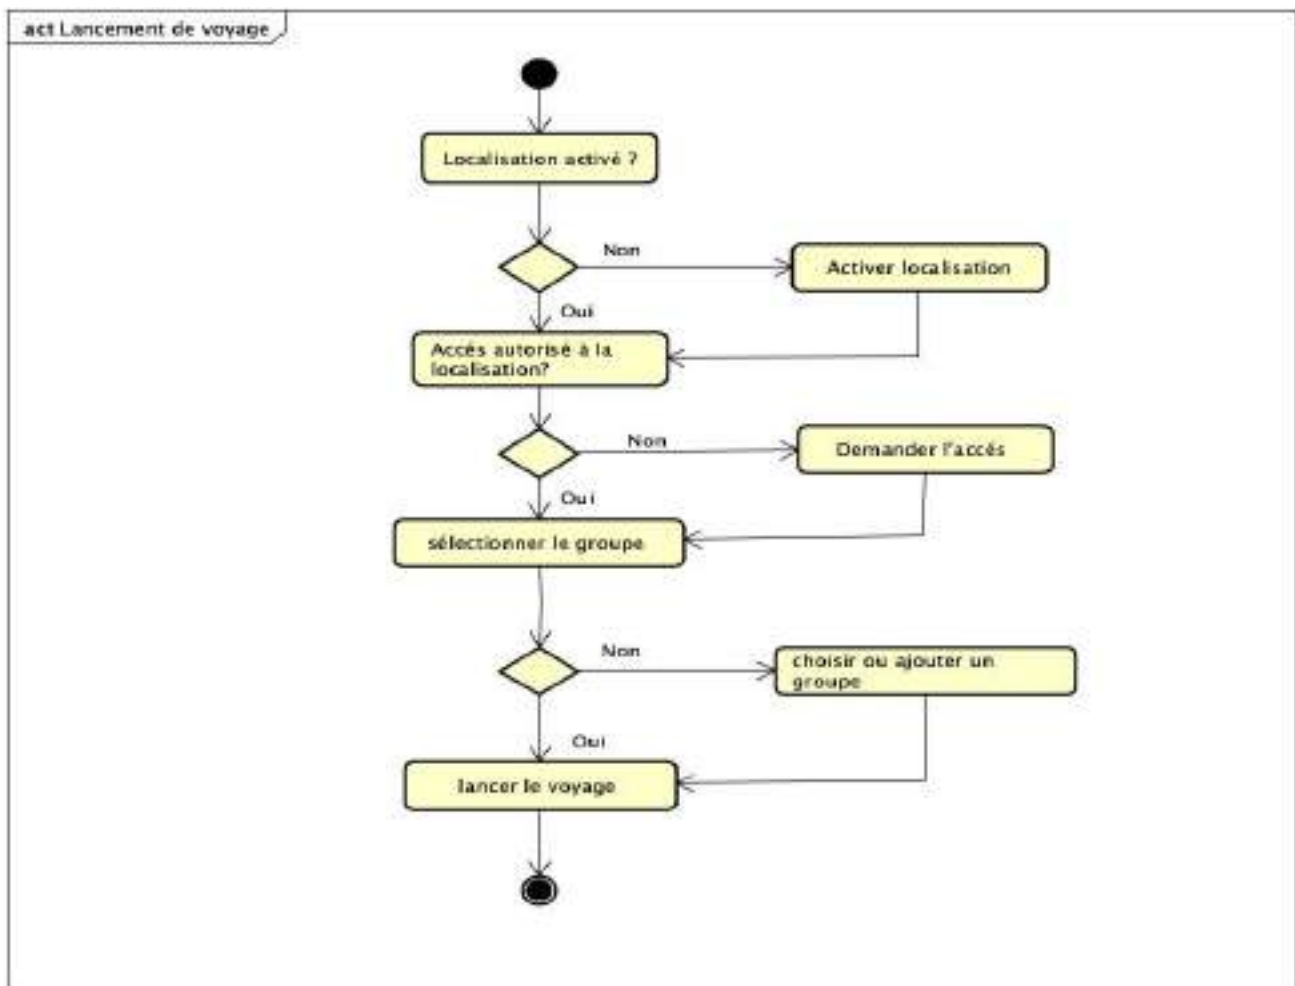 act Lancement de voyage
Localisation activé ?
Non
Activer localisation
Oui
Accés autorisé à la
localisation?
Non
Demander l'accés
Oui
sélectionner le groupe
Non
choisir ou ajouter un
groupe
Oui
lancer le voyage